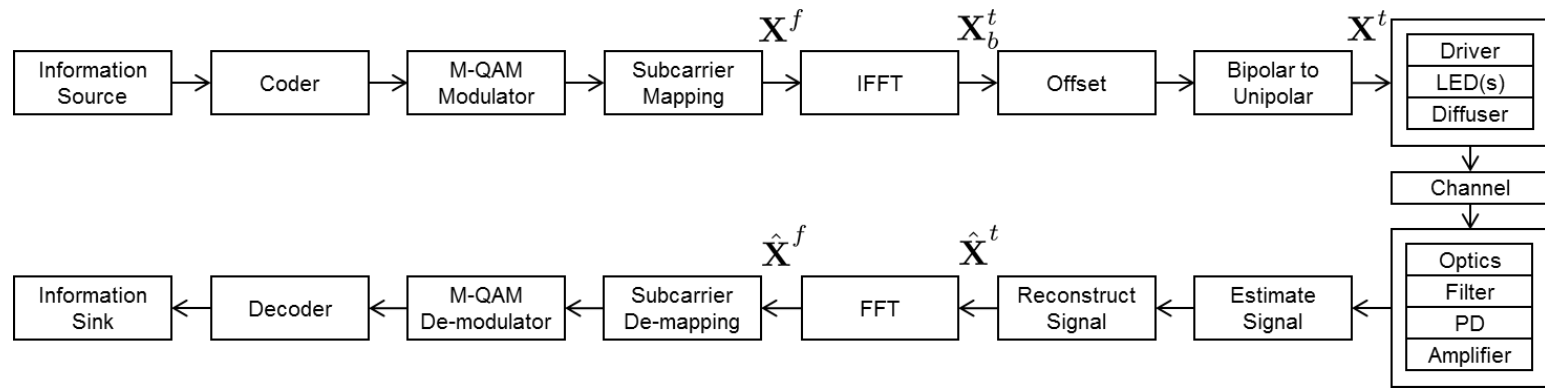 X^f
X_b^t
X^t
Information
Source
Coder
M-QAM
Modulator
Subcarrier
Mapping
IFFT
Offset
Bipolar to
Unipolar
Driver
LED(s)
Diffuser
Channel
X̂^f
X̂^t
Information
Sink
Decoder
M-QAM
De-modulator
Subcarrier
De-mapping
FFT
Reconstruct
Signal
Estimate
Signal
Optics
Filter
PD
Amplifier